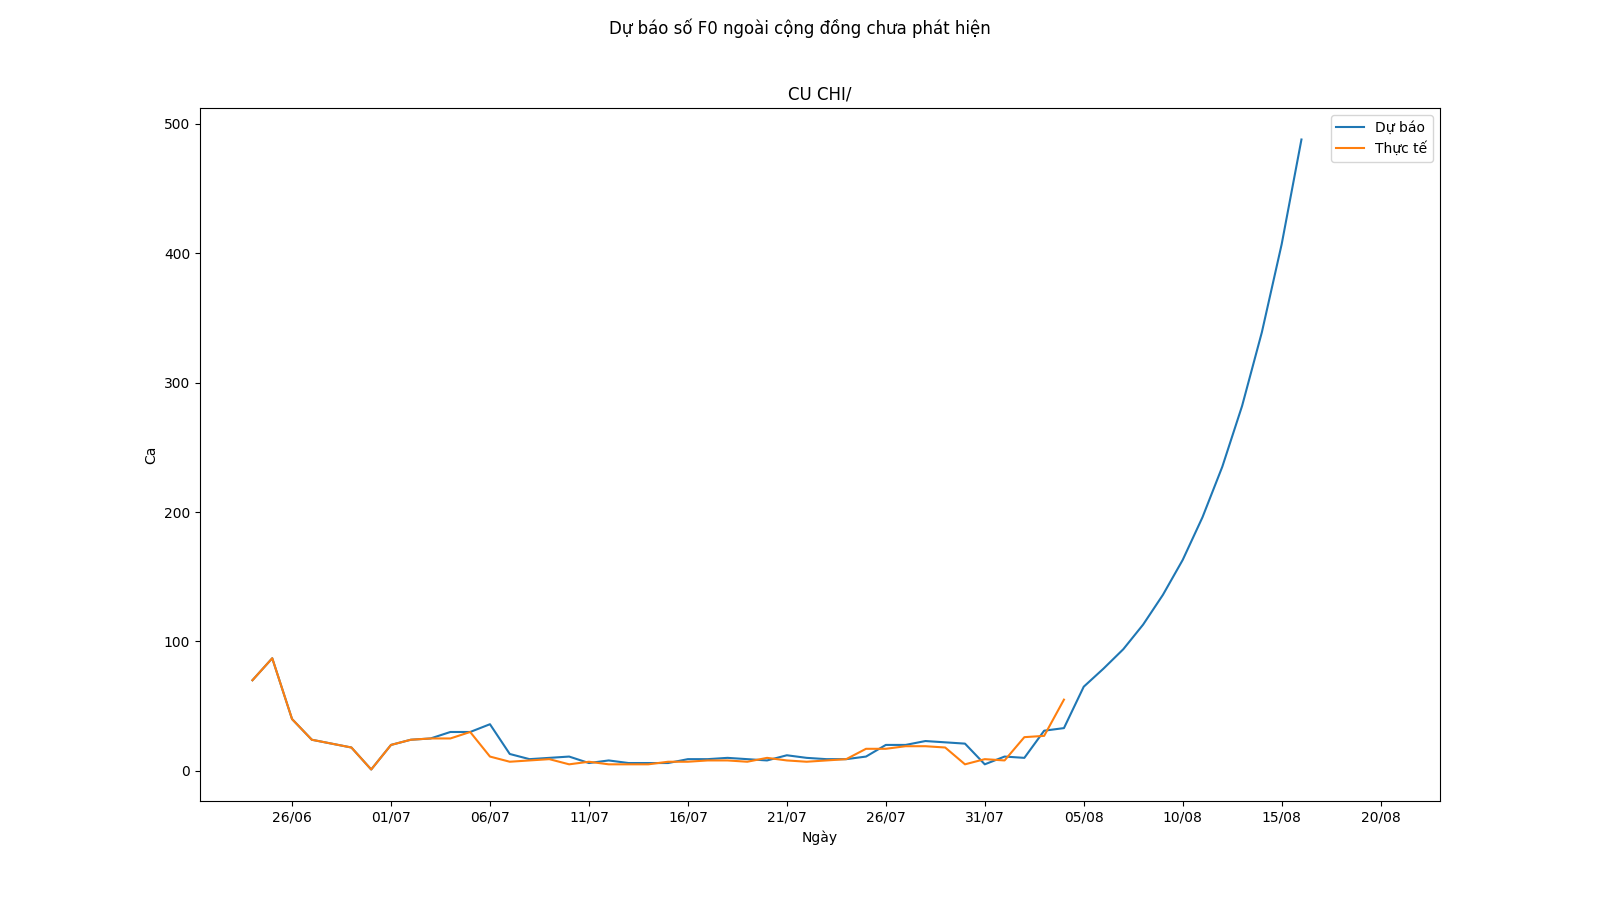 Dự báo số F0 ngoài cộng đồng chưa phát hiện
CU CHI/
500
400
300
200
100
0
Ca
Dự báo
Thực tế
26/06 01/07 06/07 11/07 16/07 21/07 26/07 31/07 05/08 10/08 15/08 20/08
Ngày